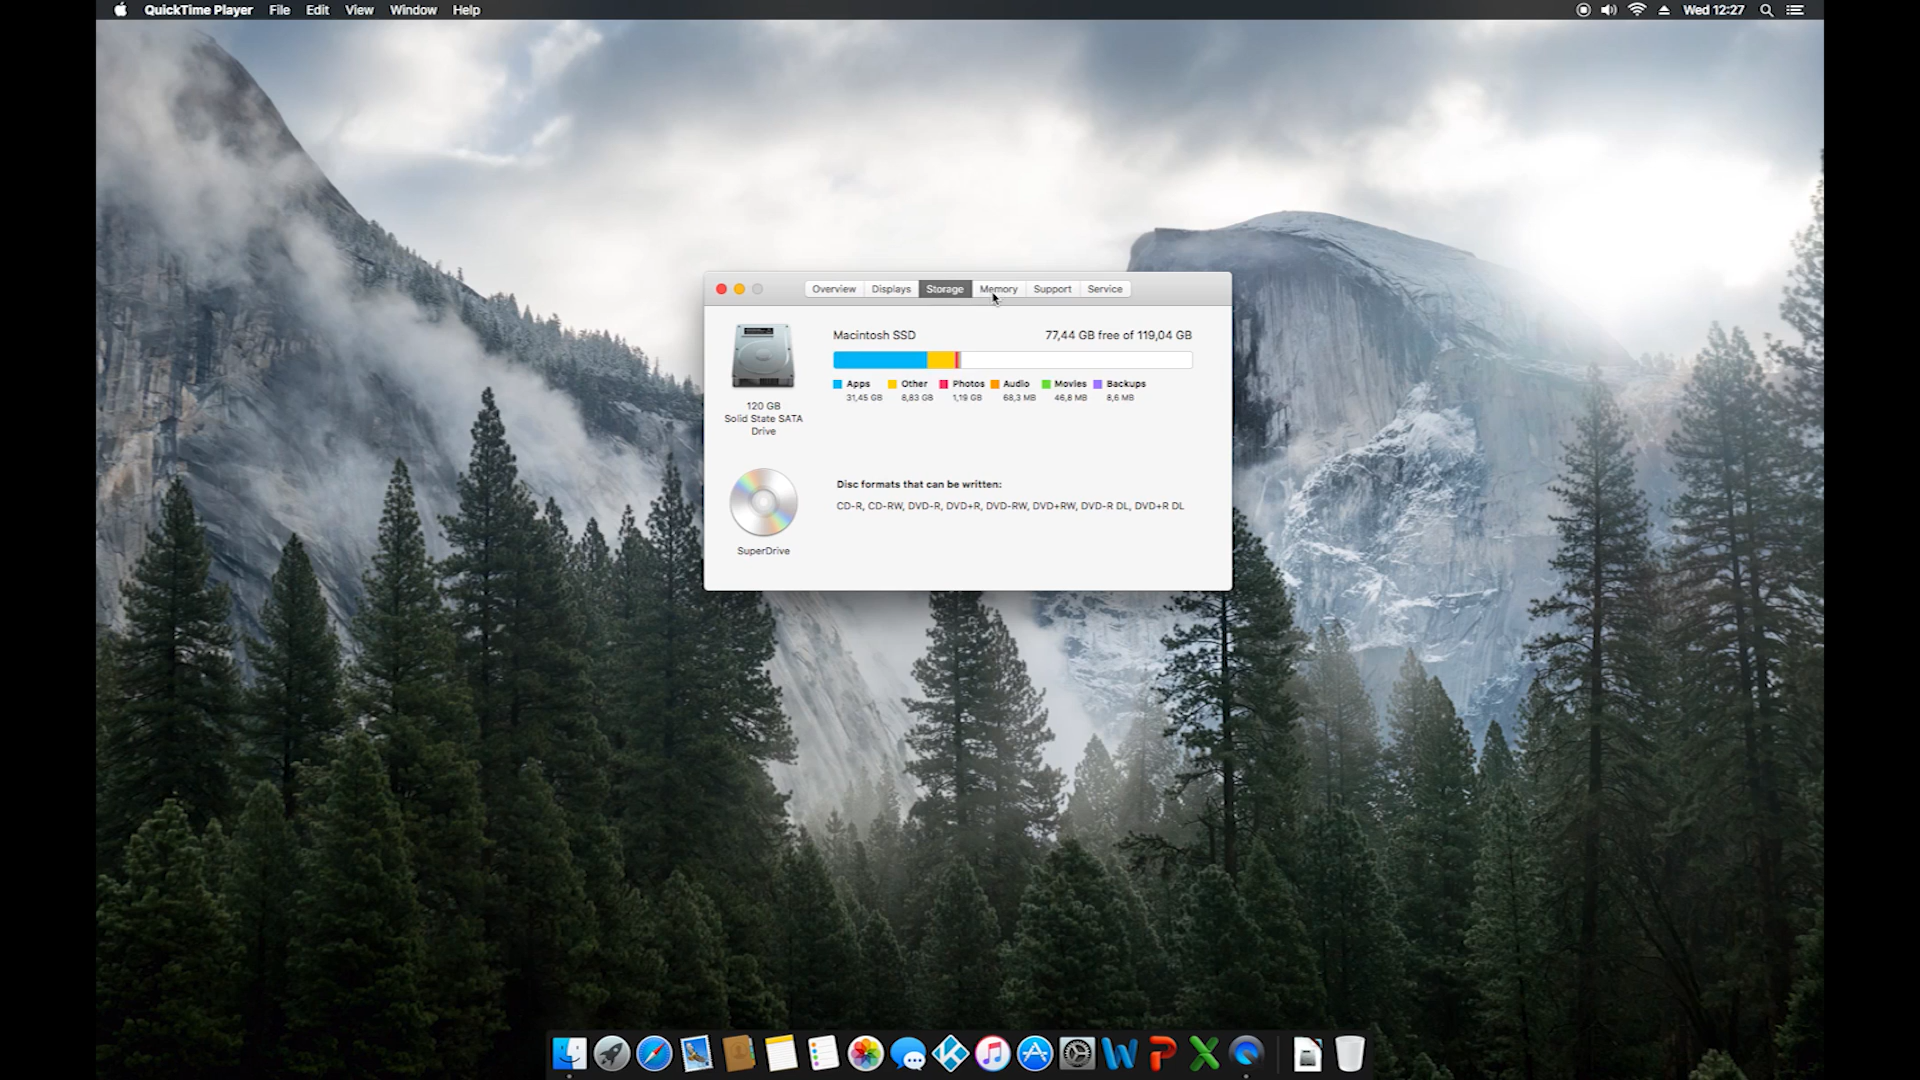 QuickTime Player File Edit View Window Help Wed 12:27
Overview Displays Storage Memory Support Service
Macintosh SSD 77,44 GB free of 119,04 GB
Apps Other Photos Audio Movies Backups
31,45 GB 8,83 GB 1,19 GB 68,3 MB 46,8 MB 8,6 MB
120 GB
Solid State SATA
Drive
Disc formats that can be written:
CD-R, CD-RW, DVD-R, DVD+R, DVD-RW, DVD+RW, DVD-R DL, DVD+R DL
SuperDrive